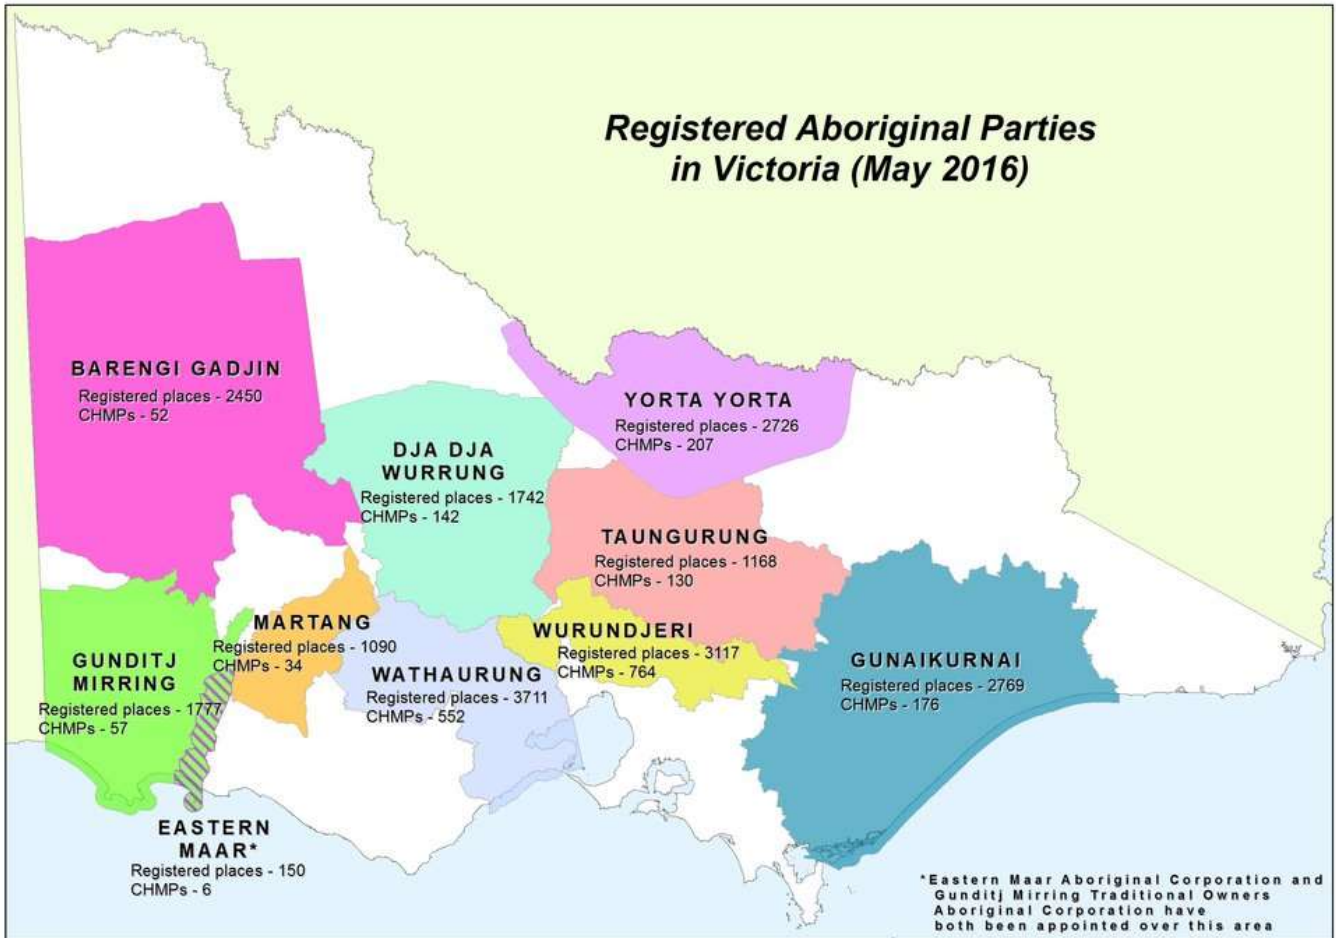 Registered Aboriginal Parties
in Victoria (May 2016)
BARENGI GADJIN
Registered places - 2450
CHMPs - 52
YORTA YORTA
Registered places - 2726
CHMPs - 207
DJA DJA
WURRUNG
Registered places - 1742
CHMPs - 142
TAUNGURUNG
Registered places - 1168
CHMPs - 130
MARTANG
Registered places - 1090
CHMPs - 34
WURUNDJERI
Registered places - 3117
CHMPs - 764
GUNDITJ
MIRRING
Registered places - 1777
CHMPs - 57
WATHAURUNG
Registered places - 3711
CHMPs - 552
GUNAIKURNAI
Registered places - 2769
CHMPs - 176
EASTERN
MAAR*
Registered places - 150
CHMPs - 6
*Eastern Maar Aboriginal Corporation and
Gunditj Mirring Traditional Owners
Aboriginal Corporation have
both been appointed over this area